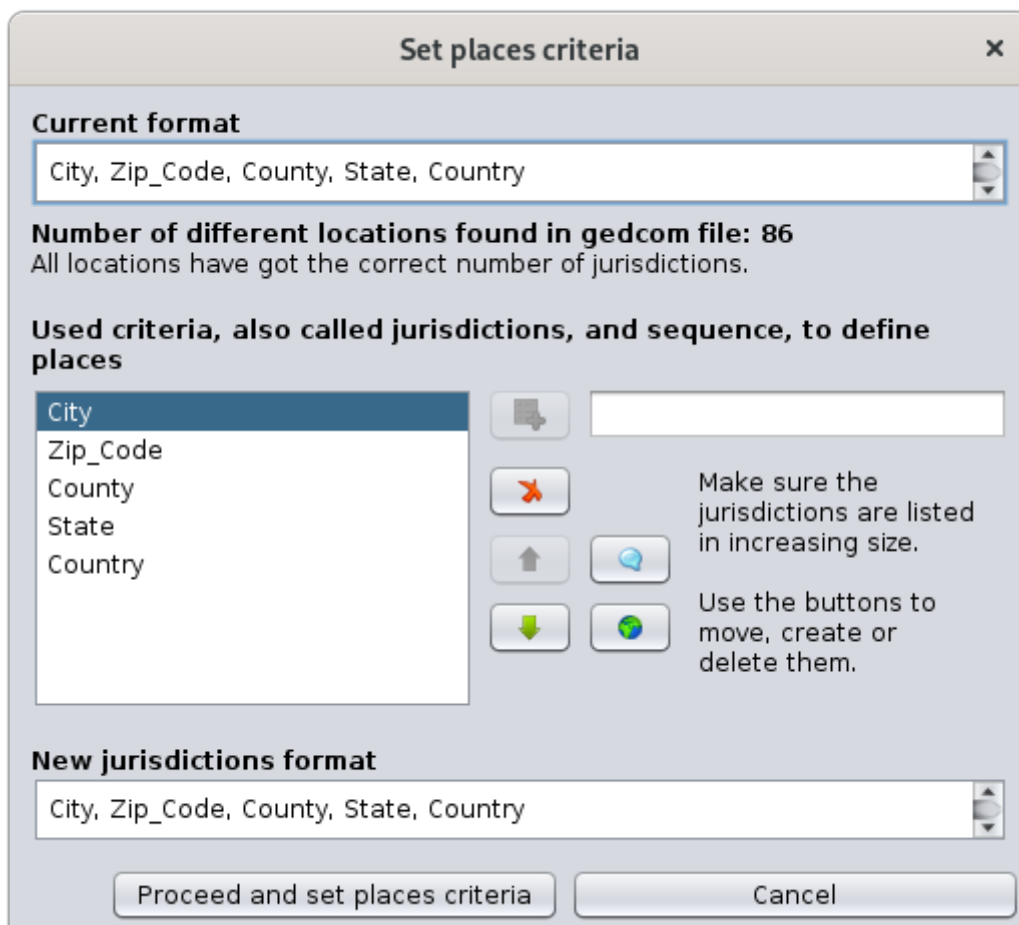 Set places criteria
Current format
City, Zip_Code, County, State, Country
Number of different locations found in gedcom file: 86
All locations have got the correct number of jurisdictions.
Used criteria, also called jurisdictions, and sequence, to define
places
City
Zip_Code
County
State
Country
Make sure the
jurisdictions are listed
in increasing size.
Use the buttons to
move, create or
delete them.
New jurisdictions format
City, Zip_Code, County, State, Country
Proceed and set places criteria
Cancel